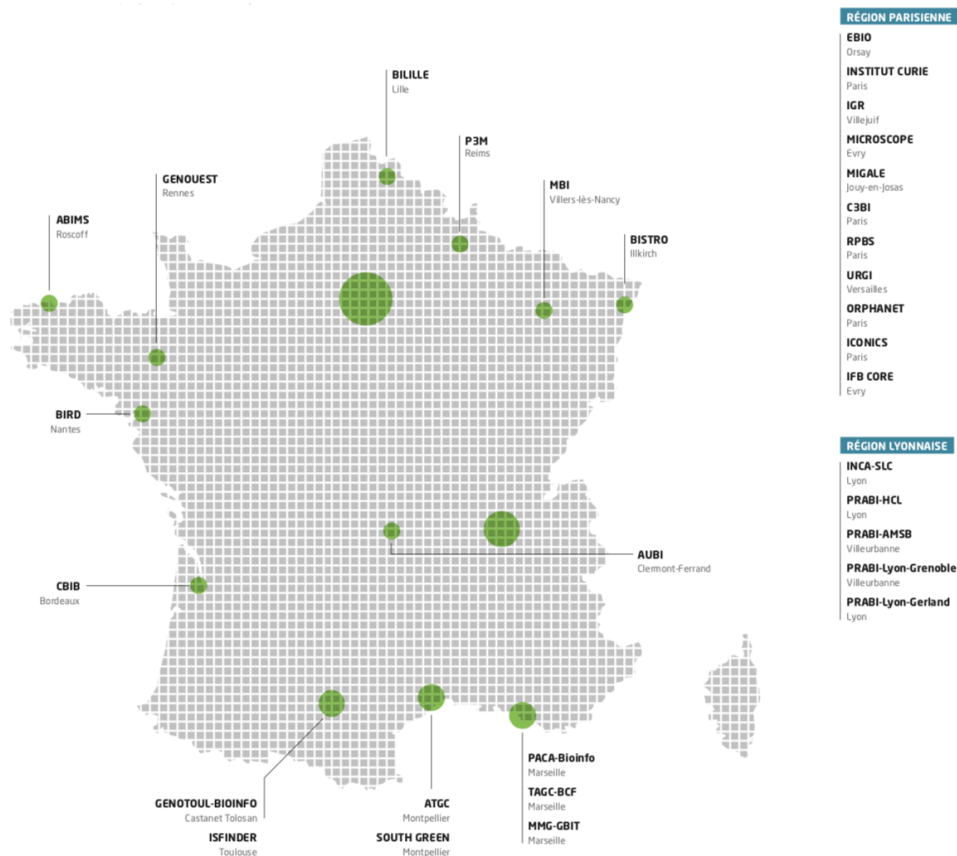 BILILLE
Lille
P3M
Reims
GENOUEST
Rennes
MBI
Villers-lès-Nancy
ABIMS
Roscoff
BISTRO
Illkirch
BIRD
Nantes
AUBI
Clermont-Ferrand
CBIB
Bordeaux
PACA-Bioinfo
Marseille
TAGC-BCF
Marseille
MMG-GBIT
Marseille
GENOTOUL-BIOINFO
Castanet Tolosan
ISFINDER
Toulouse
ATGC
Montpellier
SOUTH GREEN
Montpellier
RÉGION PARISIENNE
EBIO
Orsay
INSTITUT CURIE
Paris
IGR
Villejuif
MICROSCOPE
Evry
MIGALE
Jouy-en-Josas
C3BI
Paris
RPBS
Paris
URGI
Versailles
ORPHANET
Paris
ICONICS
Paris
IFB CORE
Evry
RÉGION LYONNAISE
INCA-SLC
Lyon
PRABI-HCL
Lyon
PRABI-AMSB
Villeurbanne
PRABI-Lyon-Grenoble
Villeurbanne
PRABI-Lyon-Gerland
Lyon